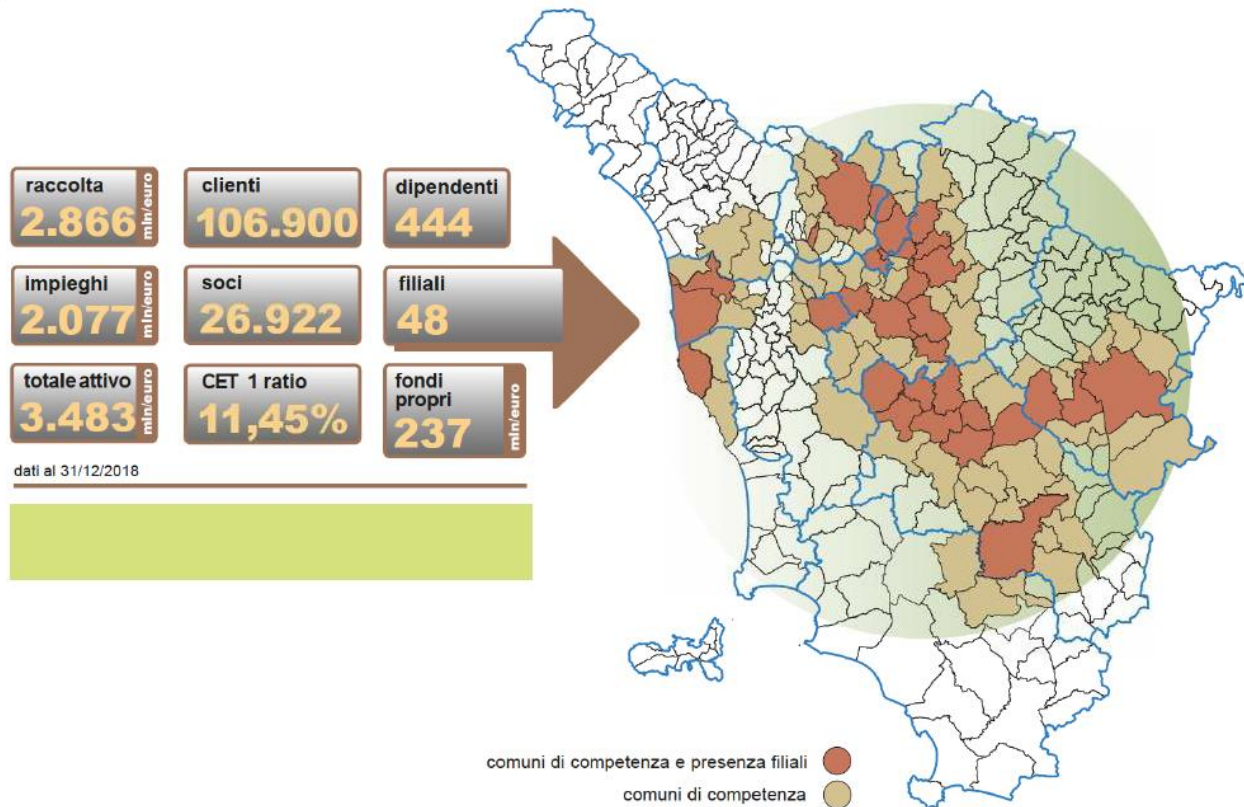 raccolta
2.866
mln/euro
clienti
106.900
dipendenti
444
impieghi
2.077
mln/euro
soci
26.922
filiali
48
totale attivo
3.483
mln/euro
CET 1 ratio
11,45%
fondi
propri
237
mln/euro
dati al 31/12/2018
comuni di competenza e presenza filiali
comuni di competenza